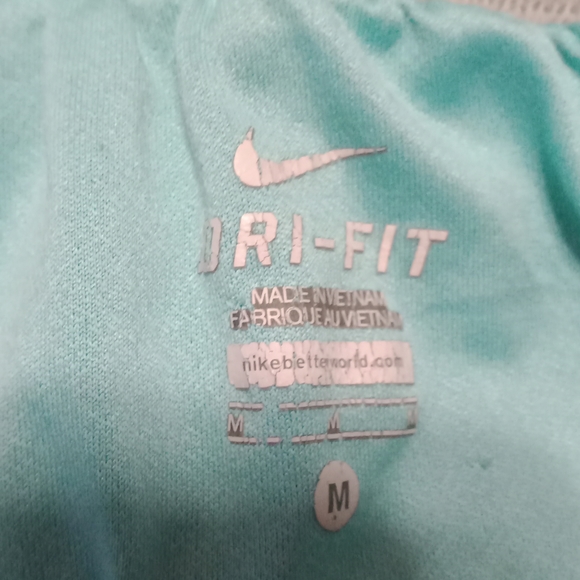 DRI-FIT
MADE IN VIETNAM
FABRIQUE AU VIETNAM
nikebetterworld.com
M M M
M